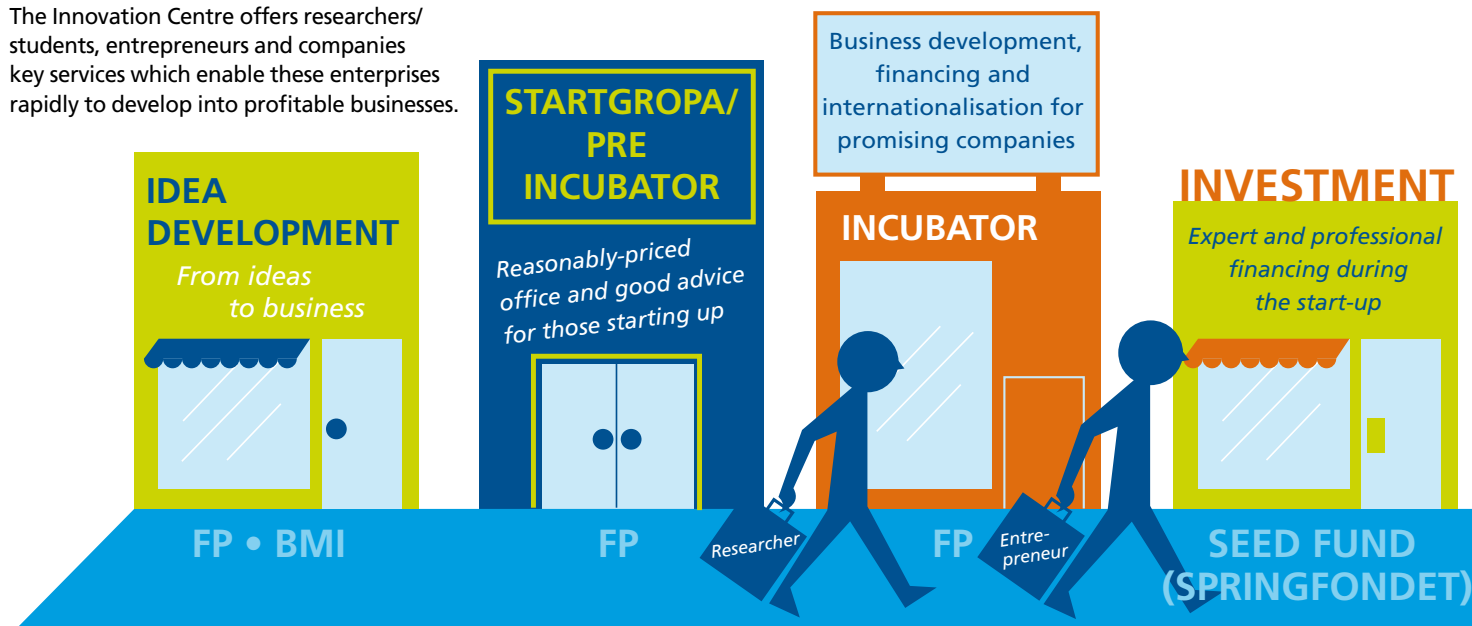 The Innovation Centre offers researchers/
students, entrepreneurs and companies
key services which enable these enterprises
rapidly to develop into profitable businesses.
IDEA
DEVELOPMENT
From ideas
to business
STARTGROPA/
PRE
INCUBATOR
Reasonably-priced
office and good advice
for those starting up
Business development,
financing and
internationalisation for
promising companies
INCUBATOR
INVESTMENT
Expert and professional
financing during
the start-up
FP • BMI
FP
Researcher
FP
Entre-
preneur
SEED FUND
(SPRINGFONDET)